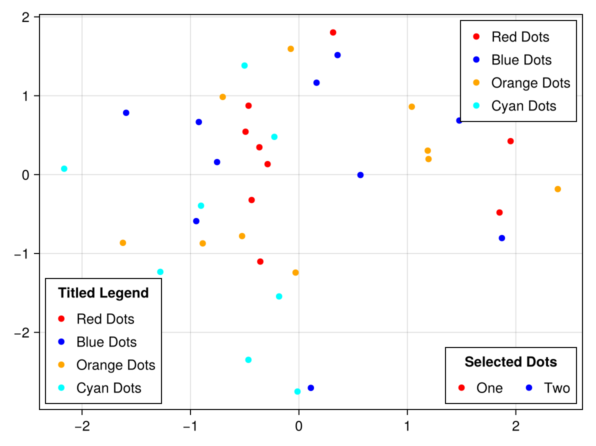 2
1
0
−1
−2
Red Dots
Blue Dots
Orange Dots
Cyan Dots
Titled Legend
Red Dots
Blue Dots
Orange Dots
Cyan Dots
Selected Dots
One Two
−2 −1 0 1 2